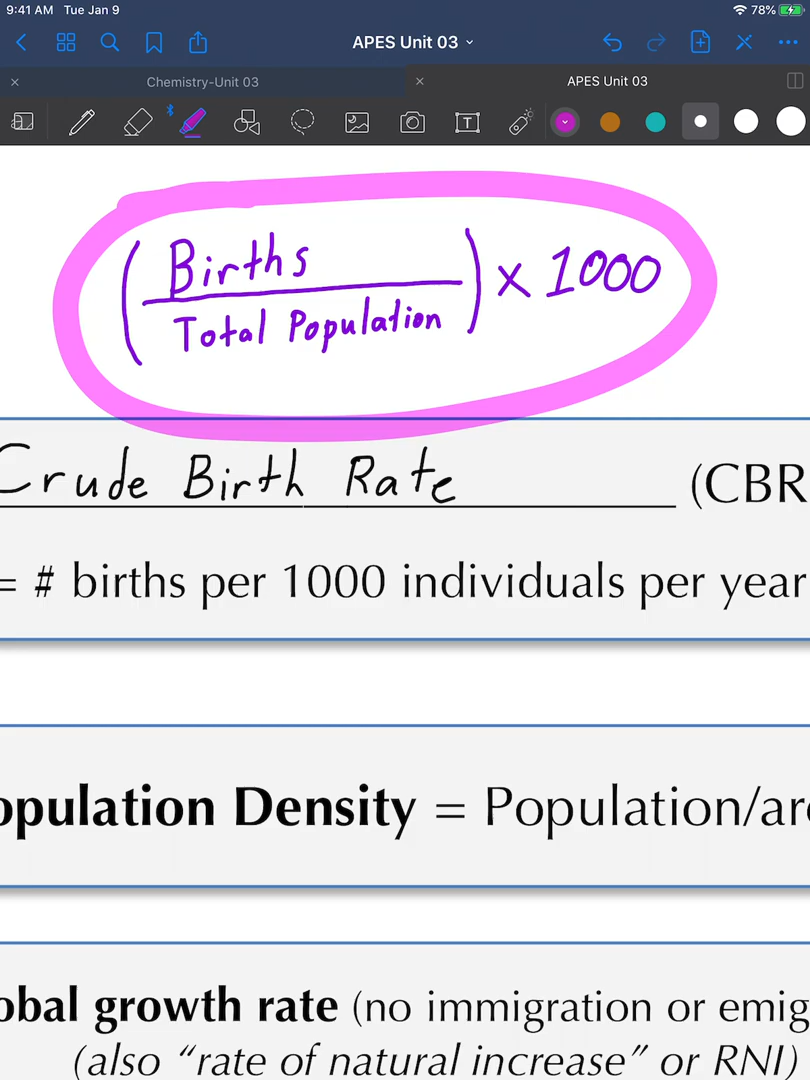 9:41 AM Tue Jan 9 78%
APES Unit 03
Chemistry-Unit 03 APES Unit 03
T
( Births / Total Population ) x 1000
Crude Birth Rate (CBR
= # births per 1000 individuals per year
opulation Density = Population/are
obal growth rate (no immigration or emig
(also “rate of natural increase” or RNI)